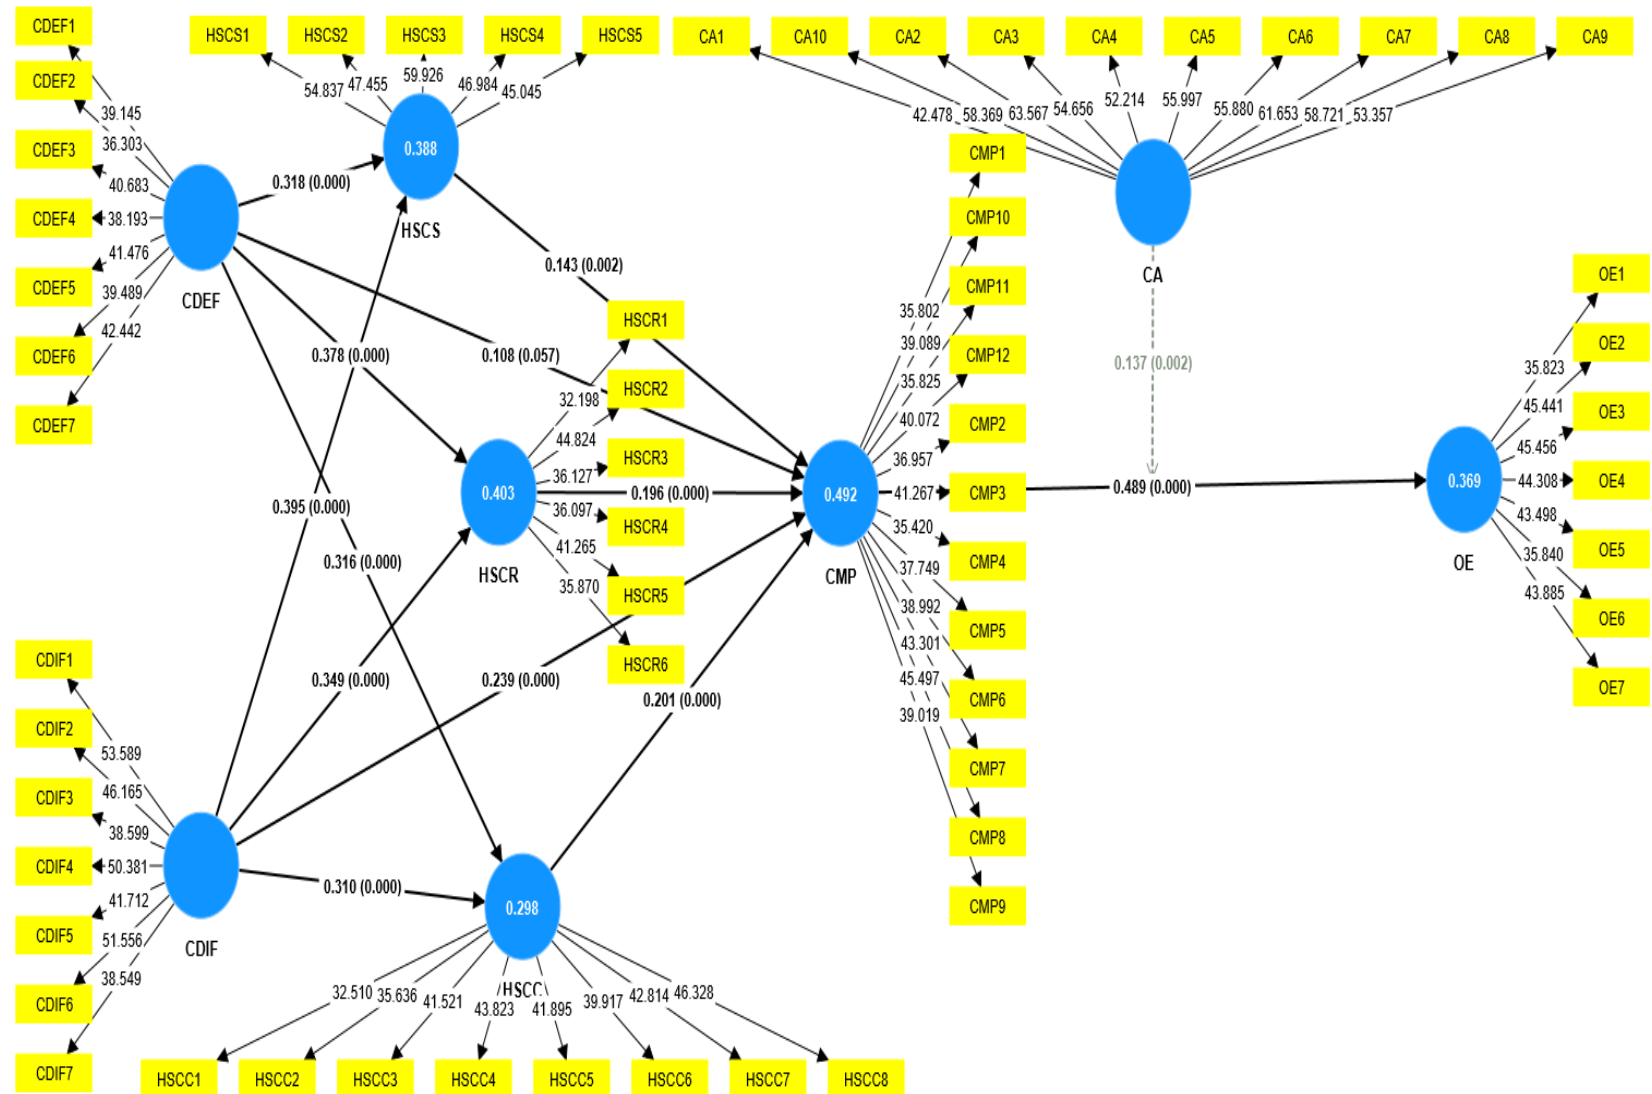 CDEF1
CDEF2
CDEF3
CDEF4
CDEF5
CDEF6
CDEF7
39.145
36.303
40.683
38.193
41.476
39.489
42.442
CDEF
HSCS1
HSCS2
HSCS3
HSCS4
HSCS5
54.837
47.455
59.926
46.984
45.045
0.388
HSCS
CA1
CA10
CA2
CA3
CA4
CA5
CA6
CA7
CA8
CA9
42.478
58.369
63.567
54.656
52.214
55.997
55.880
61.653
58.721
53.357
CA
0.318 (0.000)
0.143 (0.002)
0.378 (0.000)
0.108 (0.057)
0.395 (0.000)
0.316 (0.000)
0.196 (0.000)
0.349 (0.000)
0.239 (0.000)
0.201 (0.000)
0.310 (0.000)
0.137 (0.002)
0.489 (0.000)
HSCR1
HSCR2
HSCR3
HSCR4
HSCR5
HSCR6
32.198
44.824
36.127
36.097
41.265
35.870
0.403
HSCR
0.492
CMP
CMP1
CMP10
CMP11
CMP12
CMP2
CMP3
CMP4
CMP5
CMP6
CMP7
CMP8
CMP9
35.802
39.089
35.825
40.072
36.957
41.267
35.420
37.749
38.992
43.301
45.497
39.019
0.369
OE
OE1
OE2
OE3
OE4
OE5
OE6
OE7
35.823
45.441
45.456
44.308
43.498
35.840
43.885
CDIF1
CDIF2
CDIF3
CDIF4
CDIF5
CDIF6
CDIF7
53.589
46.165
38.599
50.381
41.712
51.556
38.549
CDIF
0.298
HSCC
32.510
35.636
41.521
43.823
41.895
39.917
42.814
46.328
HSCC1
HSCC2
HSCC3
HSCC4
HSCC5
HSCC6
HSCC7
HSCC8